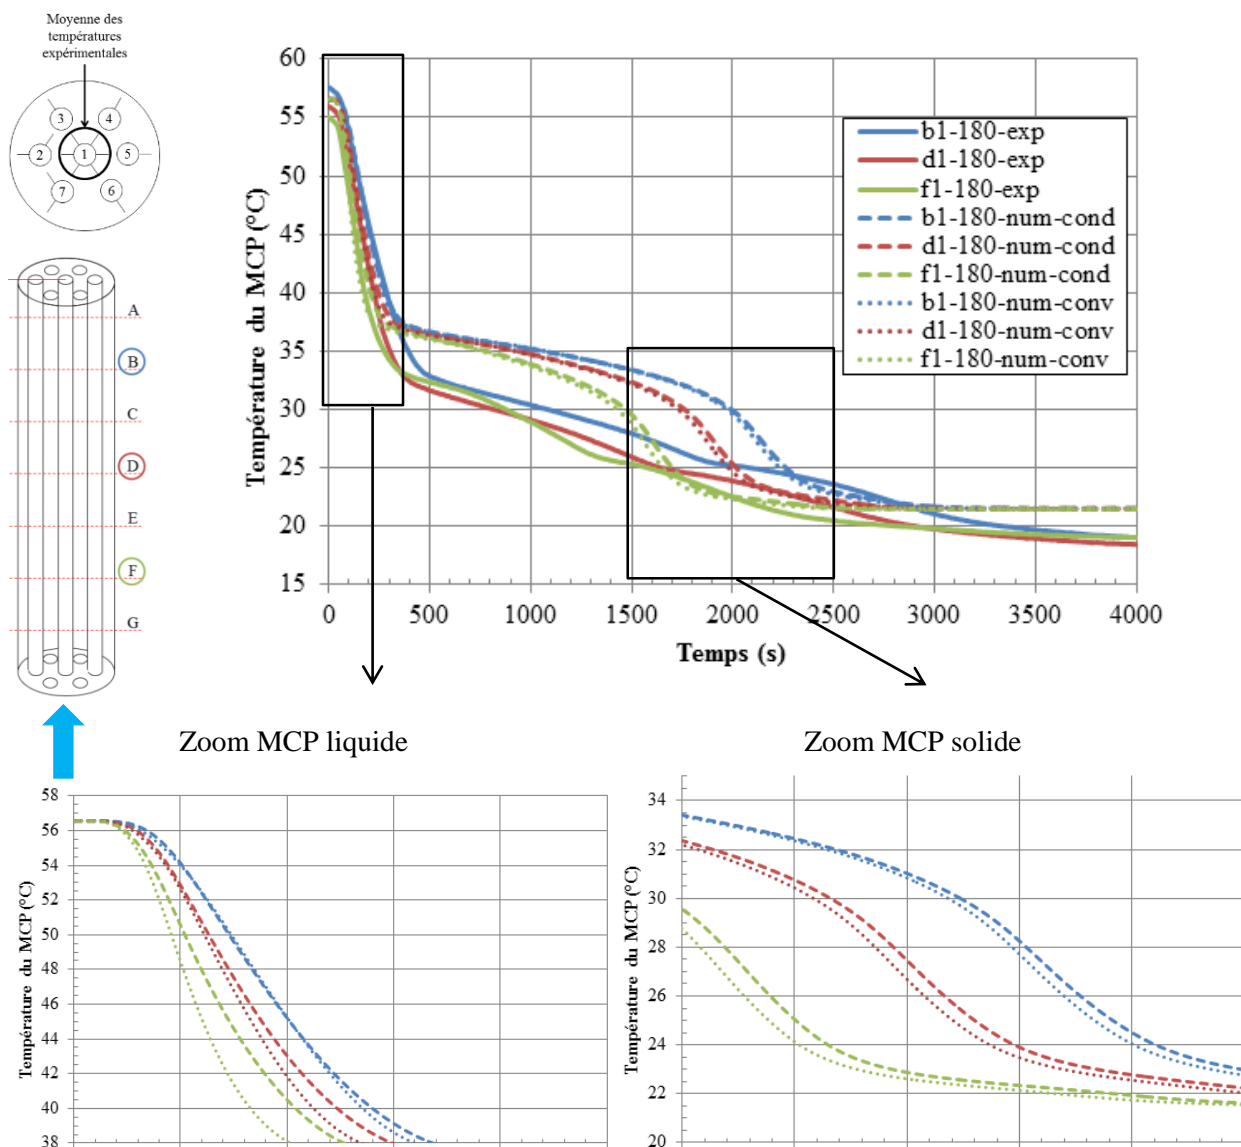 Moyenne des
températures
expérimentales
3
4
2
1
5
7
6
A
B
C
D
E
F
G
Température du MCP (°C)
60
55
50
45
40
35
30
25
20
15
0
500
1000
1500
2000
2500
3000
3500
4000
Temps (s)
b1-180-exp
d1-180-exp
f1-180-exp
b1-180-num-cond
d1-180-num-cond
f1-180-num-cond
b1-180-num-conv
d1-180-num-conv
f1-180-num-conv
Zoom MCP liquide
Température du MCP (°C)
58
56
54
52
50
48
46
44
42
40
38
Zoom MCP solide
Température du MCP (°C)
34
32
30
28
26
24
22
20